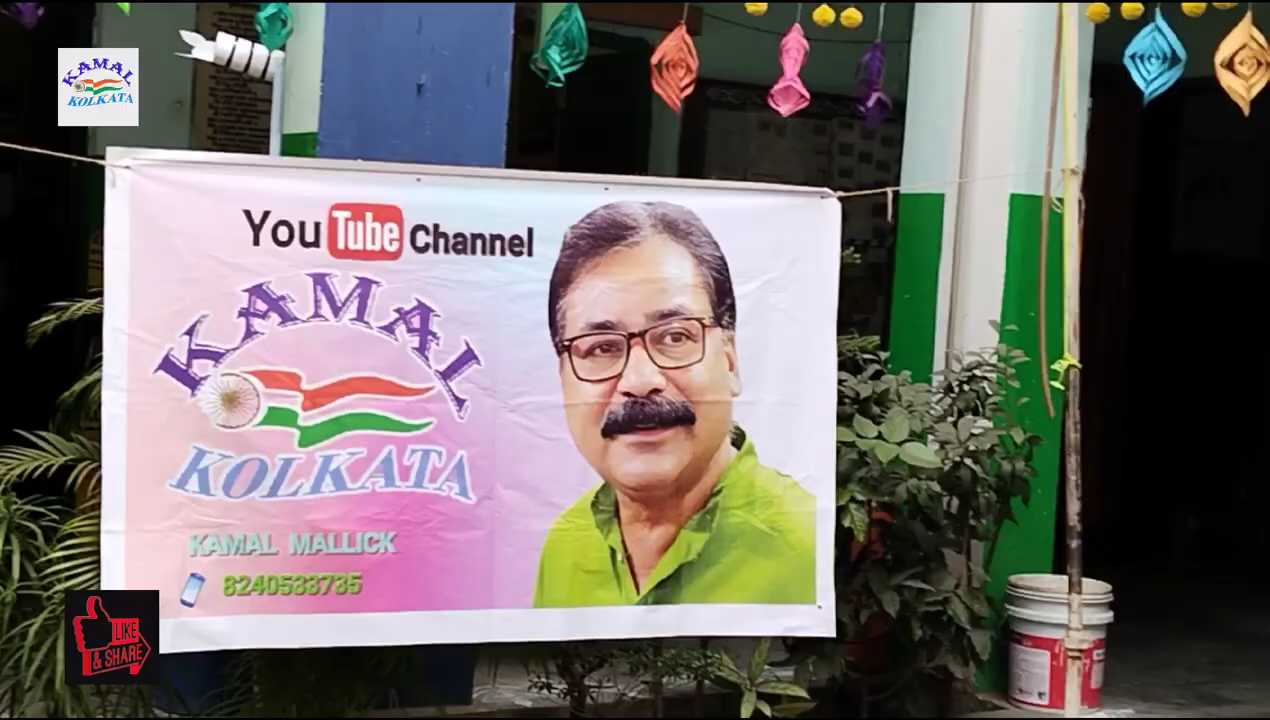 KAMAL
KOLKATA
YouTube Channel
KAMAL
KOLKATA
KAMAL MALLICK
8240533735
LIKE
& SHARE